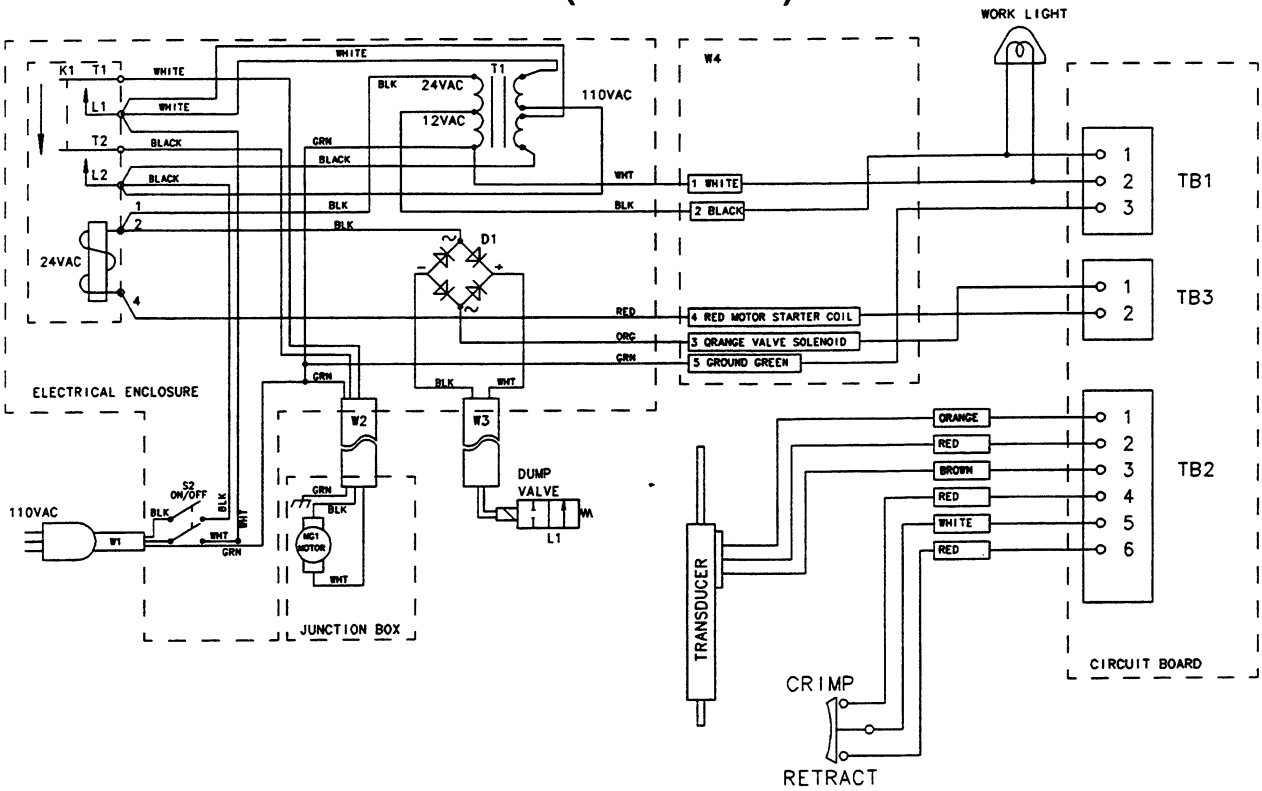 WORK LIGHT
W4
WHITE
K1 T1 WHITE
BLK 24VAC T1
110VAC
L1 WHITE
12VAC
T2 BLACK
GRN
BLACK
L2 BLACK
WHT 1 WHITE
1 BLK
BLK 2 BLACK
2 BLK
24VAC
D1
~
- +
~
4
RED 4 RED MOTOR STARTER COIL
ORG 3 ORANGE VALVE SOLENOID
GRN 5 GROUND GREEN
GRN
BLK WHT
ELECTRICAL ENCLOSURE
W2 W3
1
2 TB1
3
1
2 TB3
ORANGE 1
RED 2
BROWN 3 TB2
RED 4
WHITE 5
RED 6
DUMP
VALVE
L1
S2
ON/OFF
BLK
BLK
WHT
110VAC
W1
WHT
GRN
GRN
BLK
MG1
MOTOR
WHT
JUNCTION BOX
TRANSDUCER
CIRCUIT BOARD
CRIMP
RETRACT